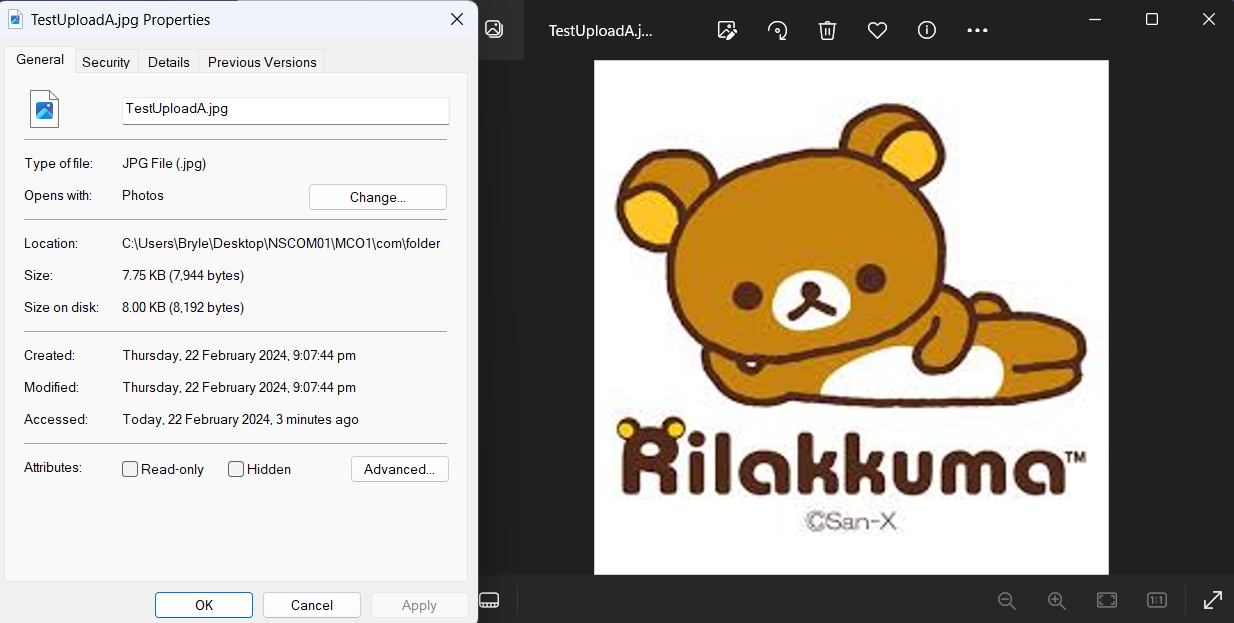 TestUploadA.jpg Properties
General Security Details Previous Versions
TestUploadA.jpg
Type of file: JPG File (.jpg)
Opens with: Photos Change...
Location: C:\Users\Bryle\Desktop\NSCOM01\MCO1\com\folder
Size: 7.75 KB (7,944 bytes)
Size on disk: 8.00 KB (8,192 bytes)
Created: Thursday, 22 February 2024, 9:07:44 pm
Modified: Thursday, 22 February 2024, 9:07:44 pm
Accessed: Today, 22 February 2024, 3 minutes ago
Attributes: Read-only Hidden Advanced...
OK Cancel Apply
TestUploadA.j...
Rilakkuma™
©San-X
1:1